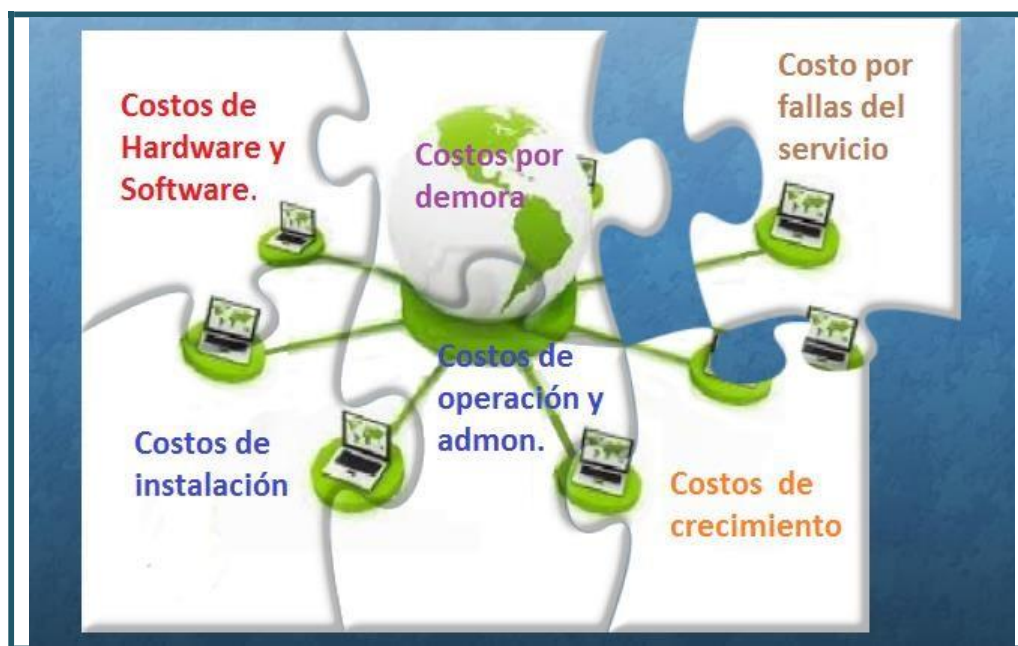 Costos de
Hardware y
Software.
Costos por
demora
Costo por
fallas del
servicio
Costos de
instalación
Costos de
operación y
admon.
Costos de
crecimiento